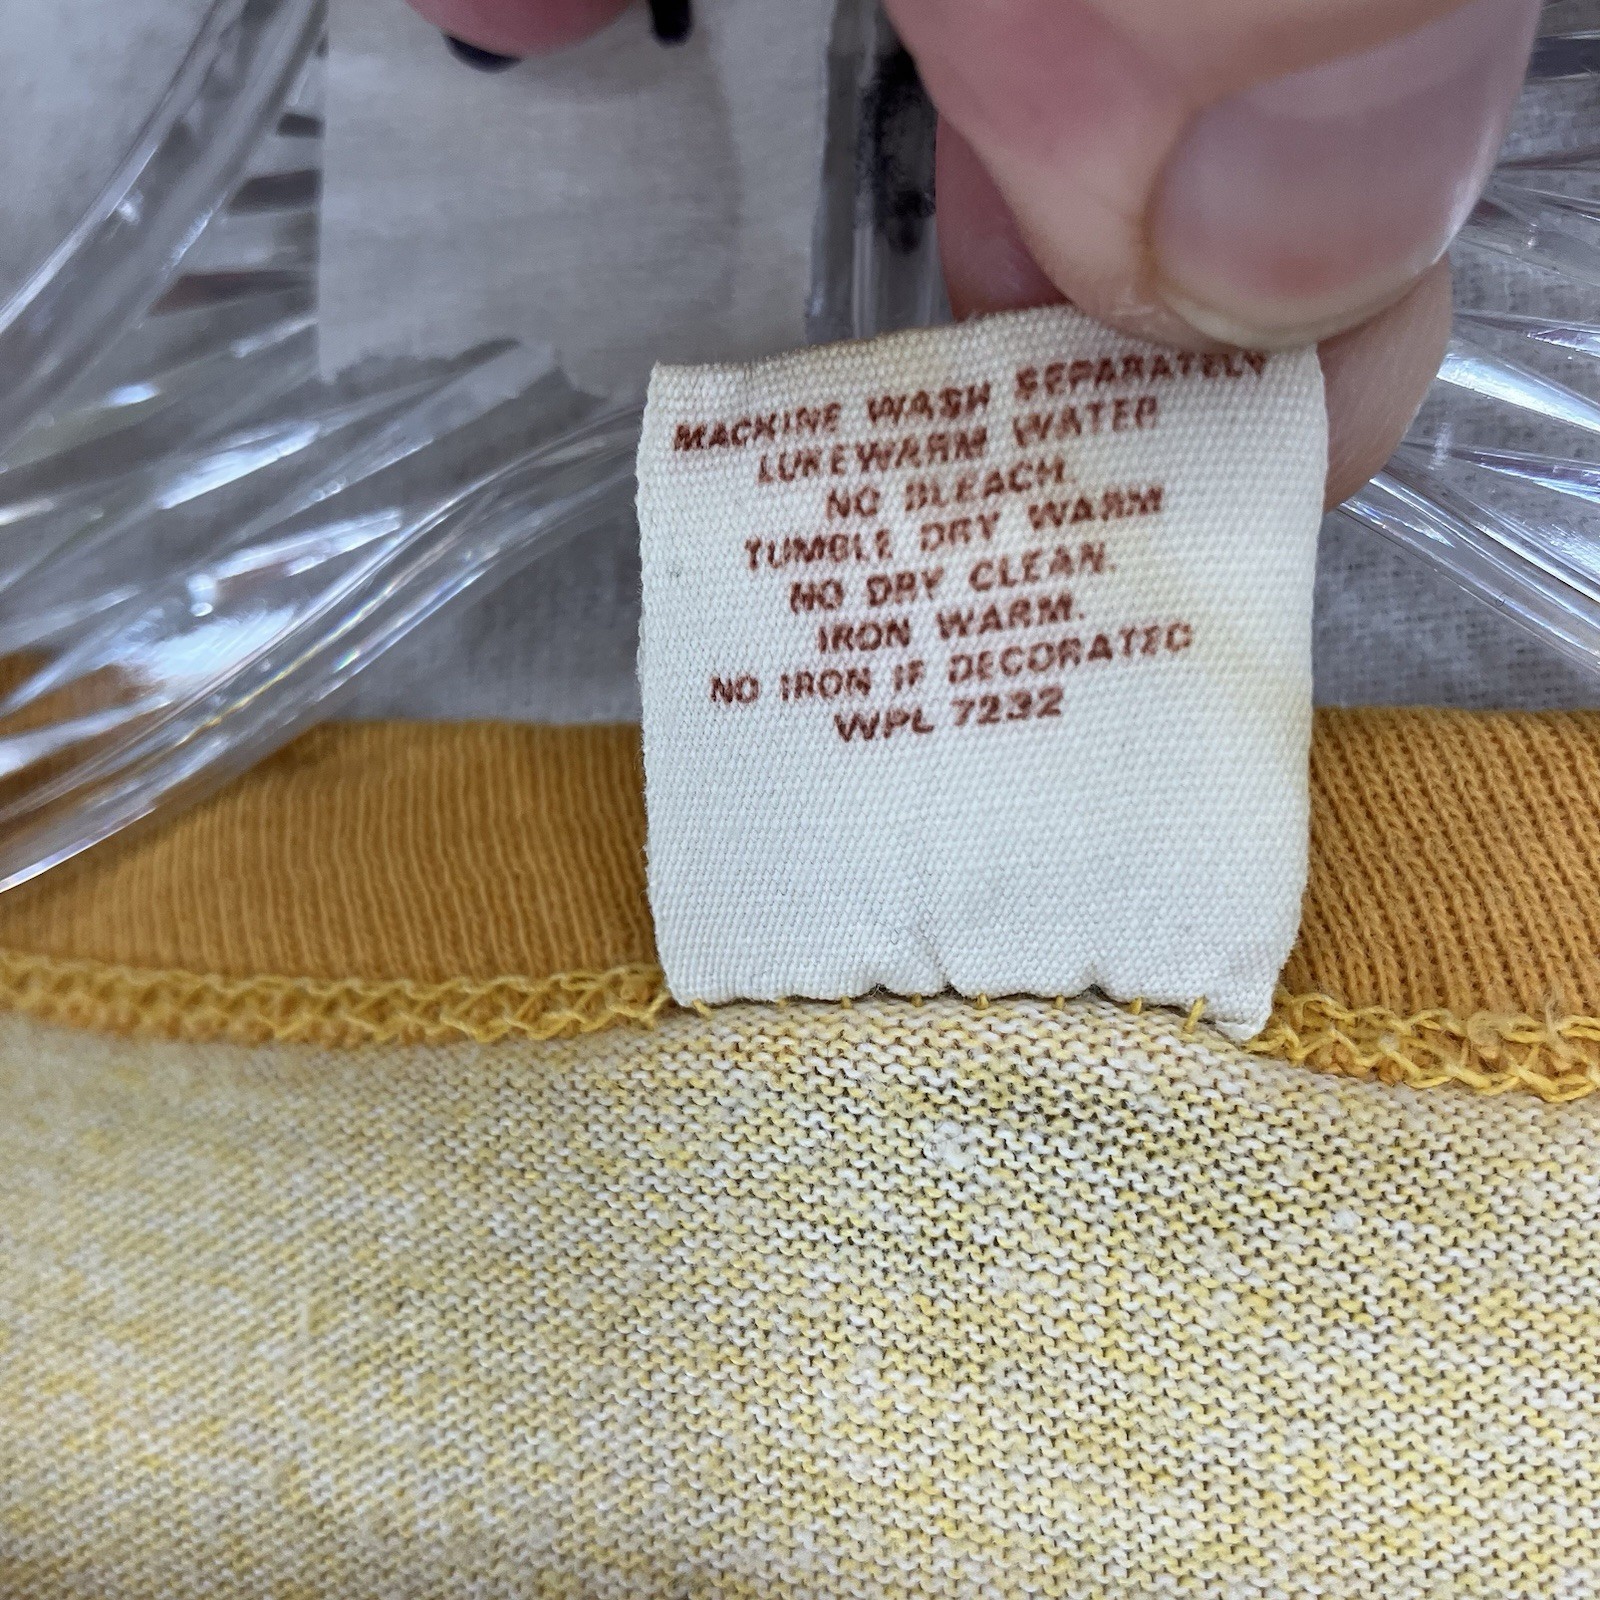 MACHINE WASH SEPARATELY
LUKEWARM WATER
NO BLEACH
TUMBLE DRY WARM
NO DRY CLEAN.
IRON WARM.
NO IRON IF DECORATED
WPL 7232